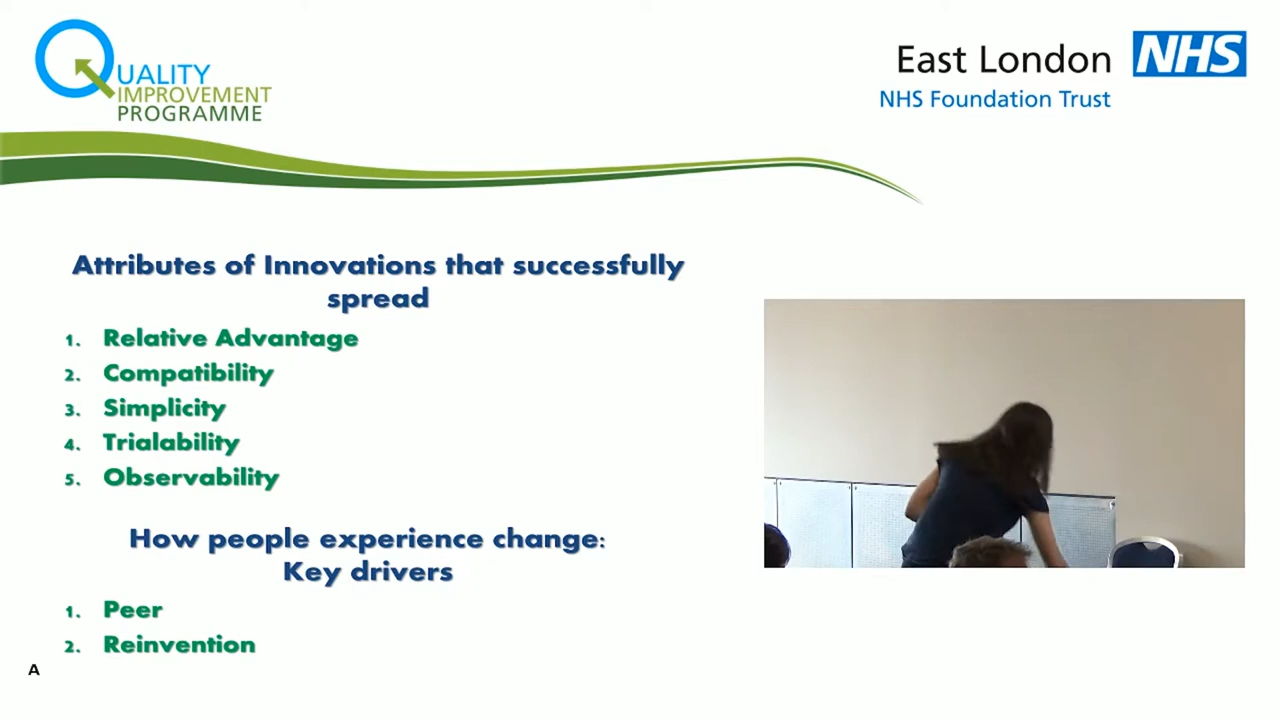 QUALITY
IMPROVEMENT
PROGRAMME
East London NHS
NHS Foundation Trust
Attributes of Innovations that successfully
spread
1. Relative Advantage
2. Compatibility
3. Simplicity
4. Trialability
5. Observability
How people experience change:
Key drivers
1. Peer
2. Reinvention
A